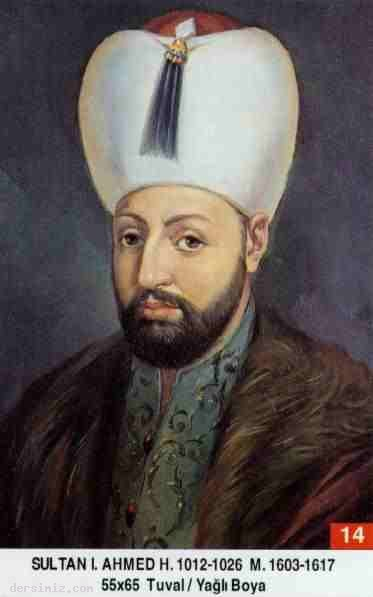 14
SULTAN I. AHMED H. 1012-1026 M. 1603-1617
55x65 Tuval / Yağlı Boya
dersiniz.com